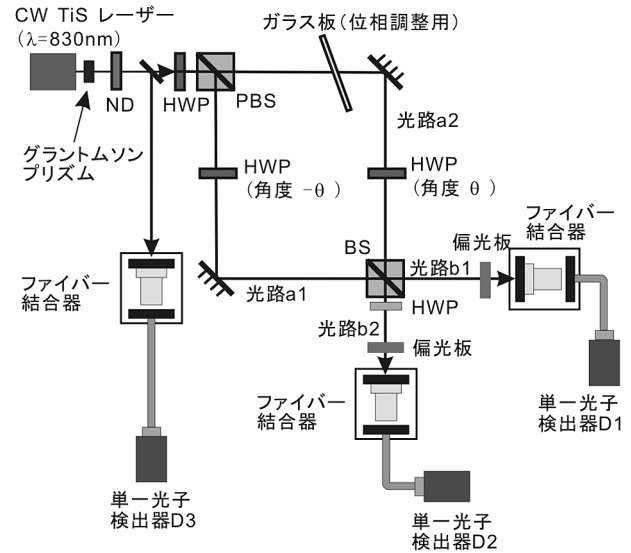 CW TiS レーザー
(λ=830nm)
ガラス板(位相調整用)
ND
HWP
PBS
光路a2
グラントムソン
プリズム
HWP
(角度 -θ )
HWP
(角度 θ )
ファイバー
結合器
偏光板
BS
光路b1
ファイバー
結合器
光路a1
HWP
光路b2
偏光板
ファイバー
結合器
単一光子
検出器D1
単一光子
検出器D3
単一光子
検出器D2